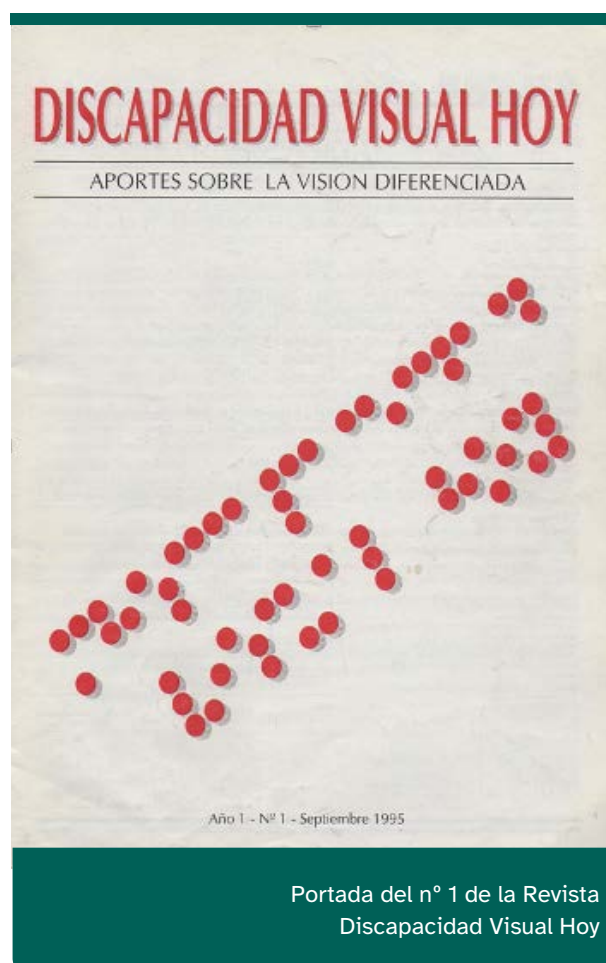 DISCAPACIDAD VISUAL HOY
APORTES SOBRE LA VISION DIFERENCIADA
Año 1 - Nº 1 - Septiembre 1995
Portada del n° 1 de la Revista
Discapacidad Visual Hoy